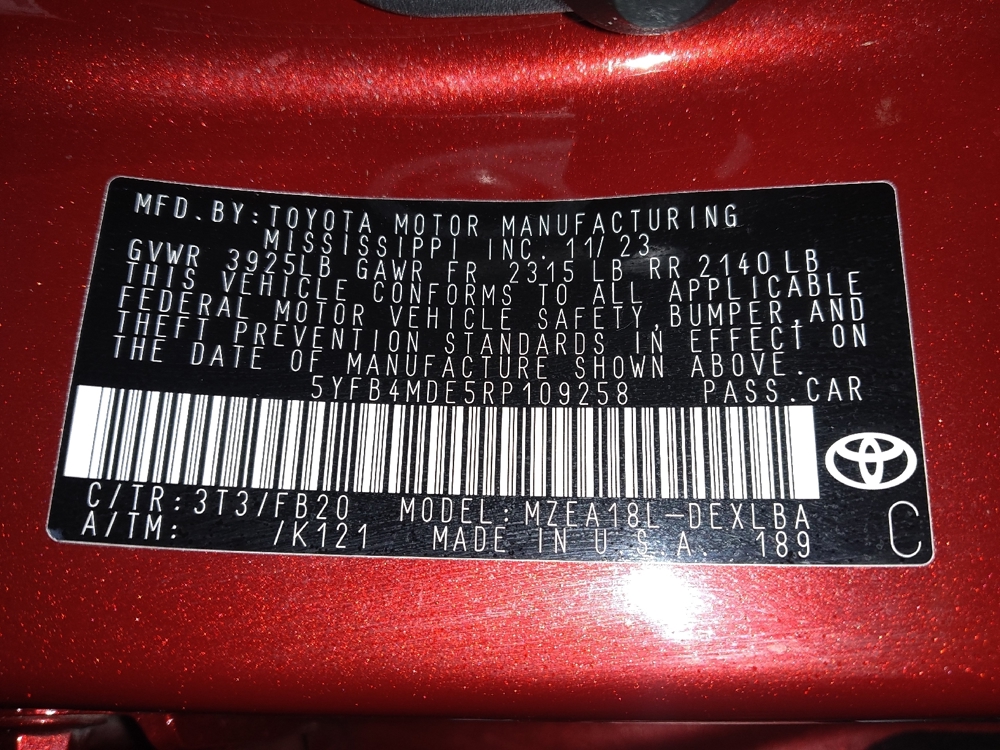 MFD.BY:TOYOTA MOTOR MANUFACTURING
MISSISSIPPI INC. 11/23
GVWR 3925LB GAWR FR 2315 LB RR 2140 LB
THIS VEHICLE CONFORMS TO ALL APPLICABLE
FEDERAL MOTOR VEHICLE SAFETY,BUMPER,AND
THEFT PREVENTION STANDARDS IN EFFECT ON
THE DATE OF MANUFACTURE SHOWN ABOVE.
5YFB4MDE5RP109258 PASS.CAR
C/TR:3T3/FB20 MODEL:MZEA18L-DEXLBA
A/TM: /K121 MADE IN U.S.A. 189
C